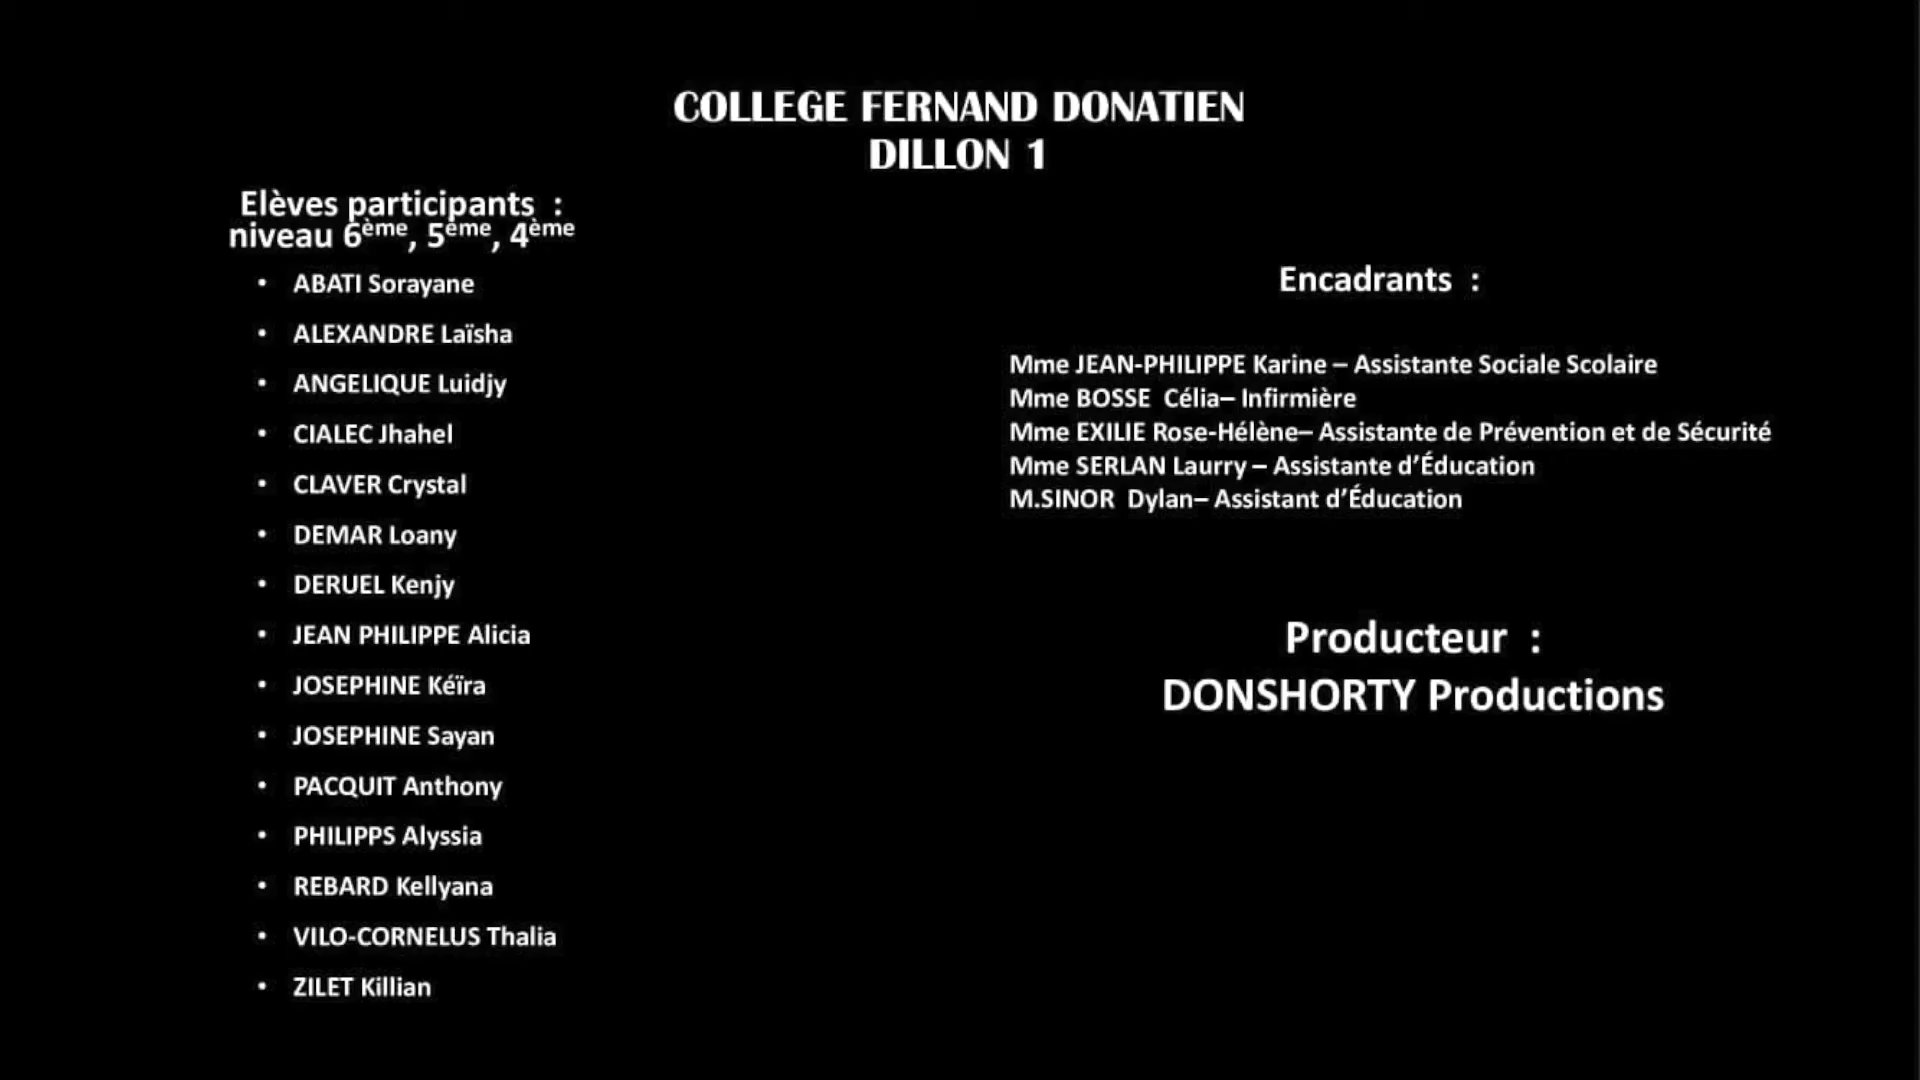 COLLEGE FERNAND DONATIEN
DILLON 1
Elèves participants :
niveau 6ème, 5ème, 4ème
• ABATI Sorayane
• ALEXANDRE Laïsha
• ANGELIQUE Luidjy
• CIALEC Jhahel
• CLAVER Crystal
• DEMAR Loany
• DERUEL Kenjy
• JEAN PHILIPPE Alicia
• JOSEPHINE Kéïra
• JOSEPHINE Sayan
• PACQUIT Anthony
• PHILIPPS Alyssia
• REBARD Kellyana
• VILO-CORNELUS Thalia
• ZILET Killian
Encadrants :
Mme JEAN-PHILIPPE Karine – Assistante Sociale Scolaire
Mme BOSSE Célia– Infirmière
Mme EXILIE Rose-Hélène– Assistante de Prévention et de Sécurité
Mme SERLAN Laurry – Assistante d’Éducation
M.SINOR Dylan– Assistant d’Éducation
Producteur :
DONSHORTY Productions